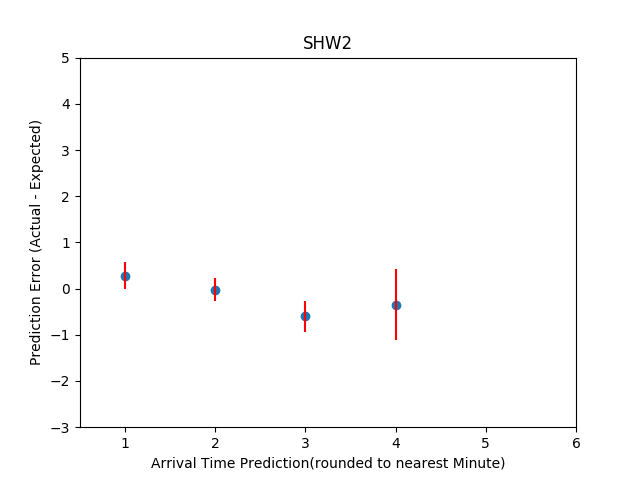 SHW2
Prediction Error (Actual - Expected)
5
4
3
2
1
0
−1
−2
−3
1 2 3 4 5 6
Arrival Time Prediction(rounded to nearest Minute)